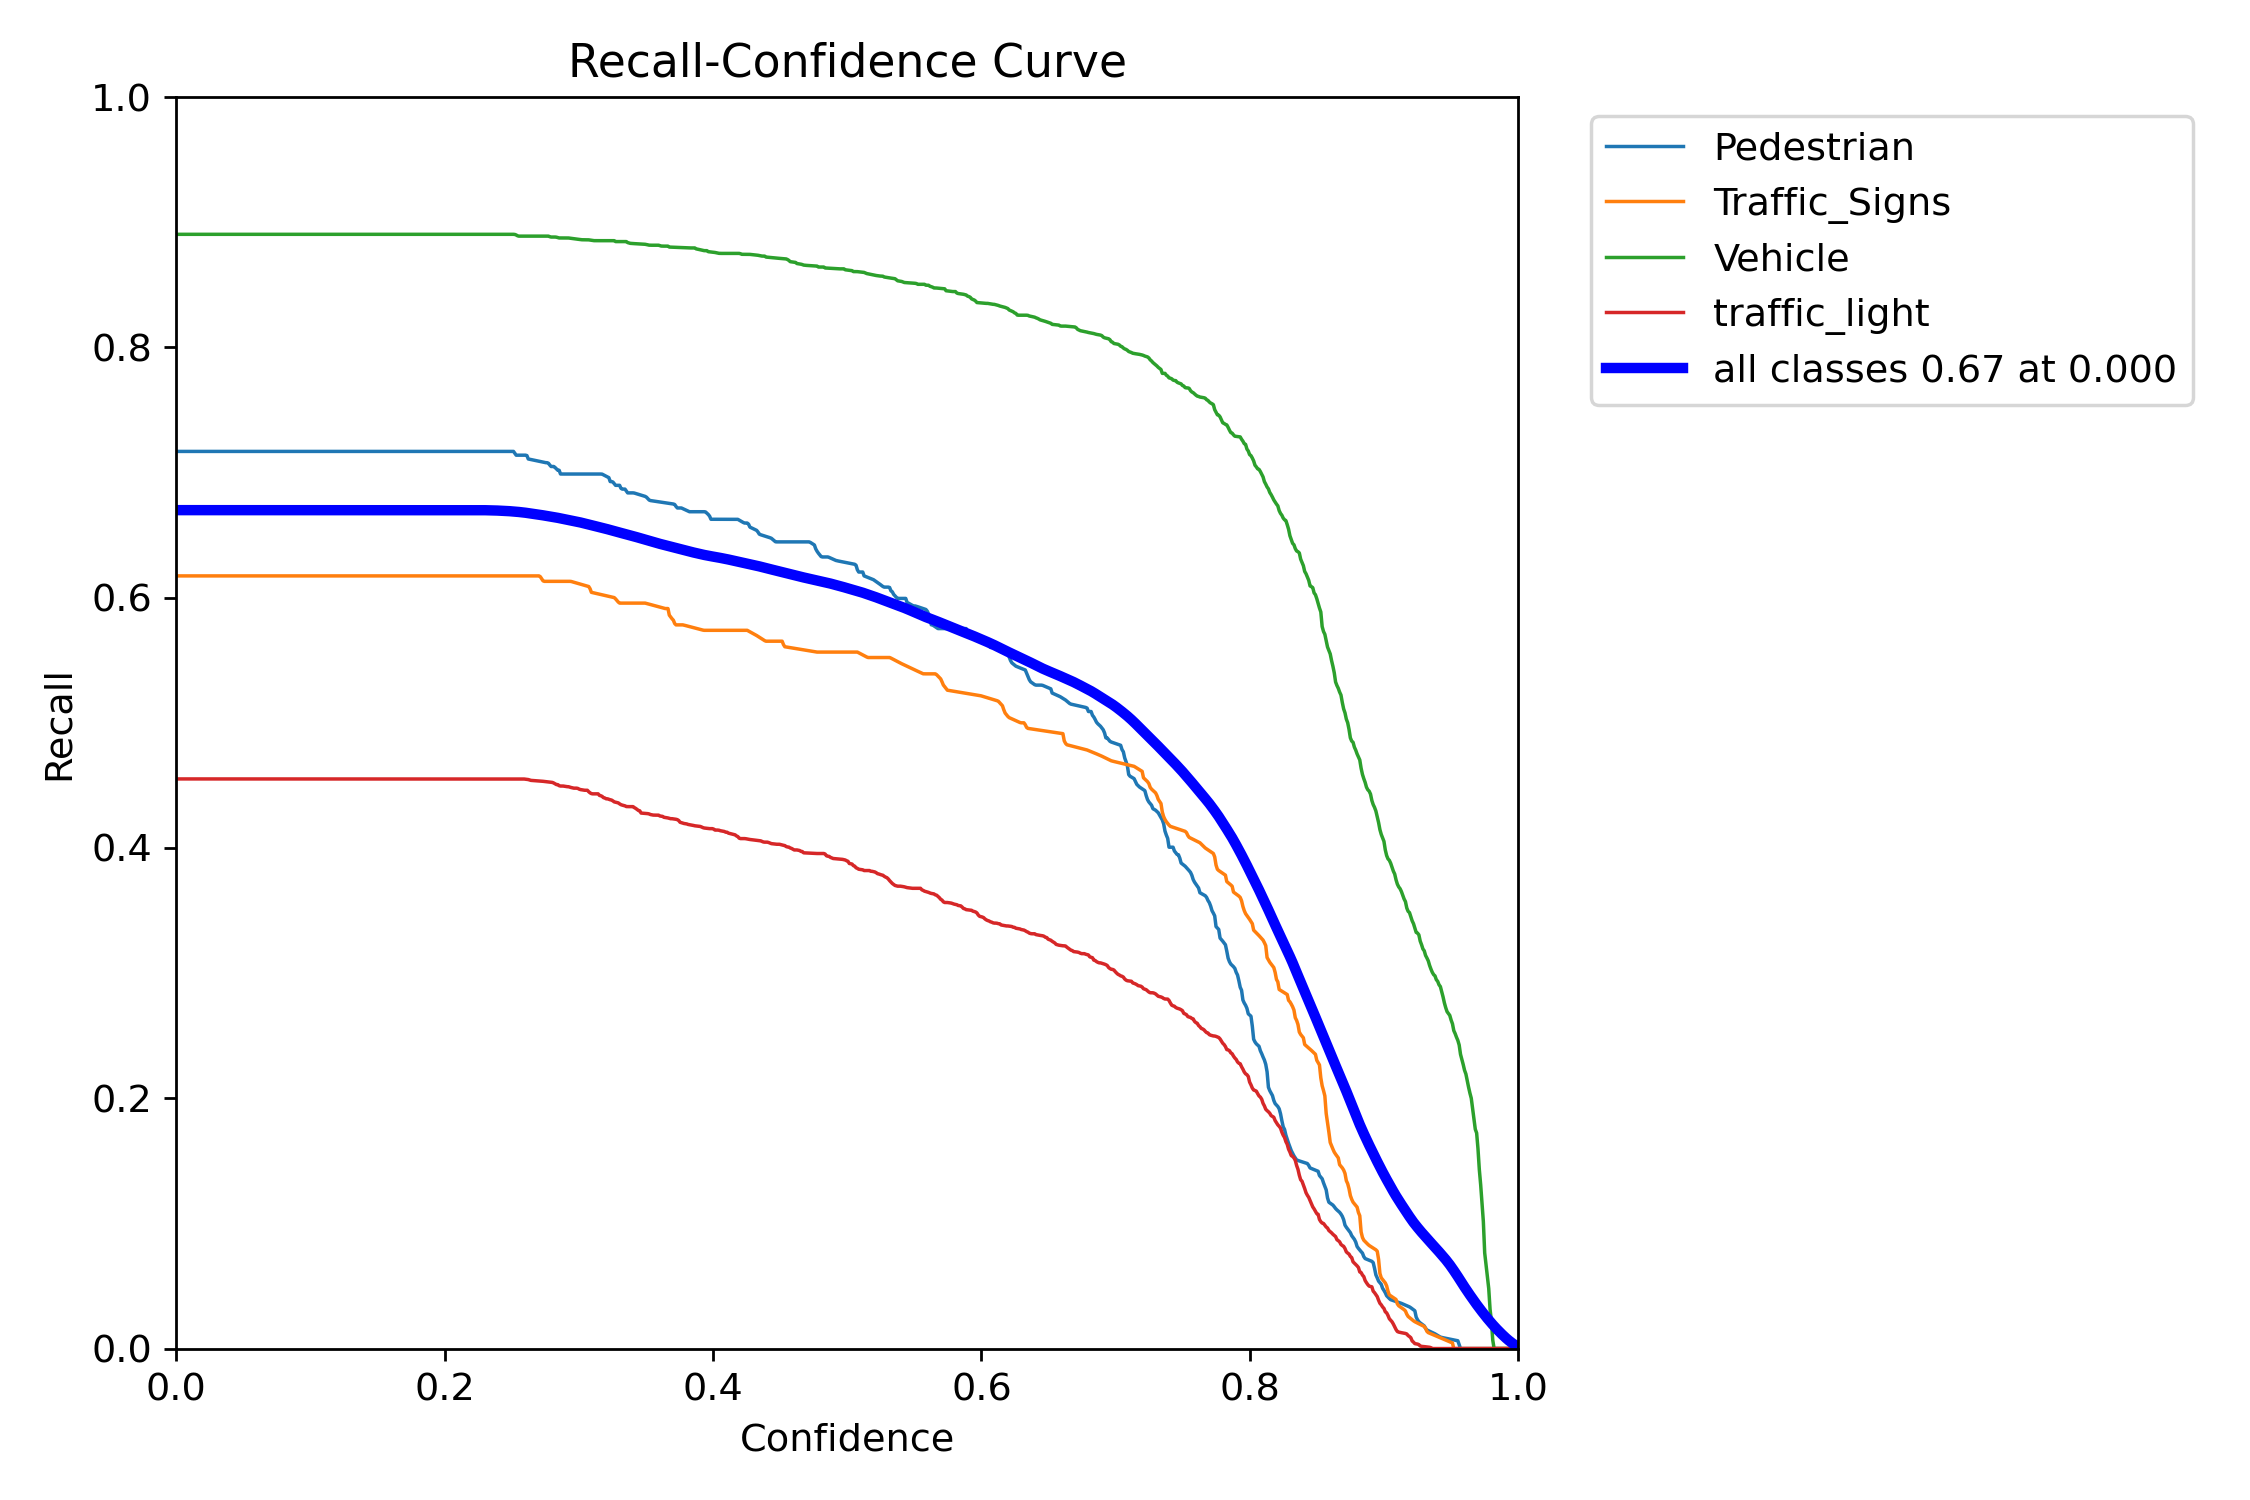 Recall-Confidence Curve
1.0
0.8
0.6
0.4
0.2
0.0
Recall
0.0 0.2 0.4 0.6 0.8 1.0
Confidence
Pedestrian
Traffic_Signs
Vehicle
traffic_light
all classes 0.67 at 0.000